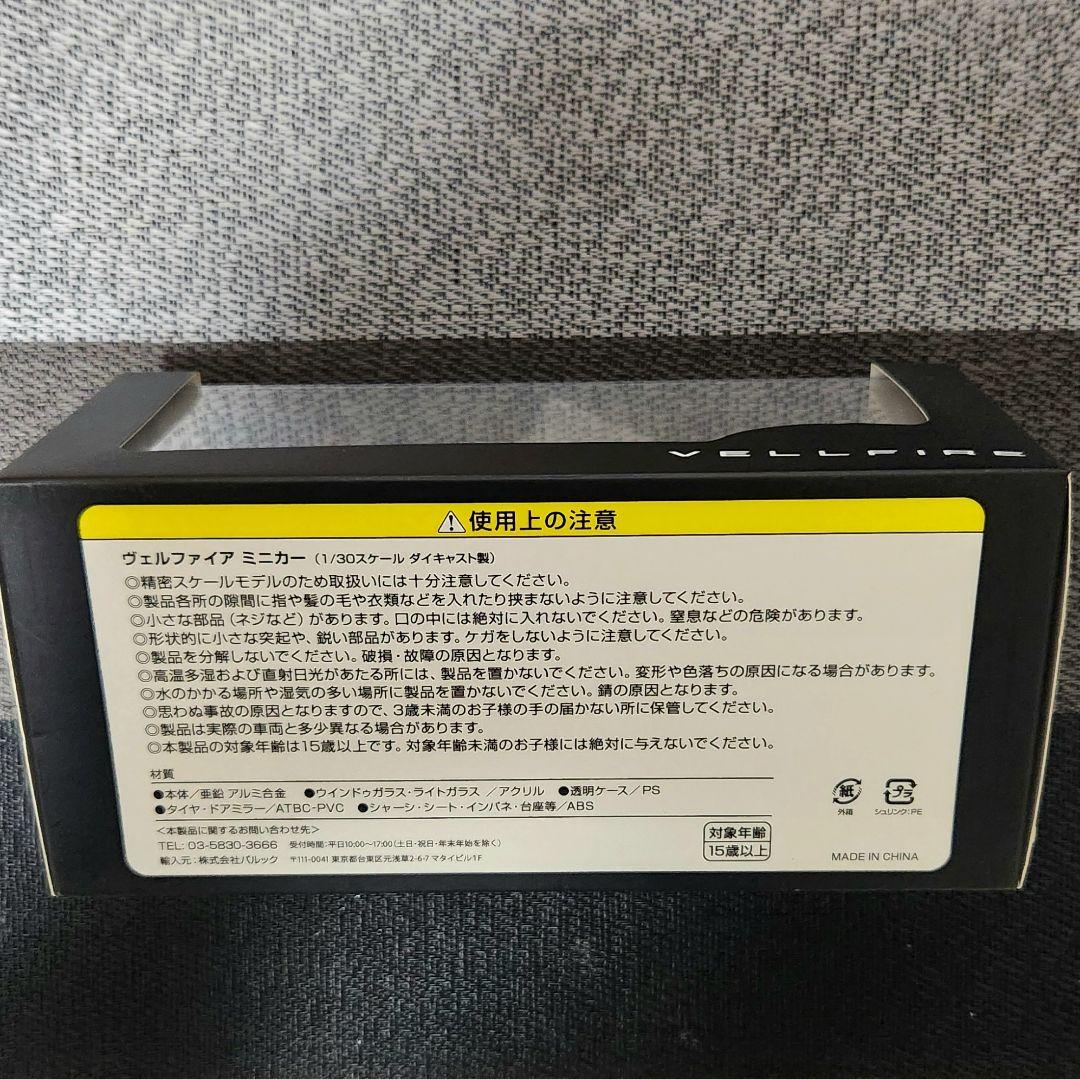 VELLFIRE
⚠使用上の注意
ヴェルファイア ミニカー（1/30スケール ダイキャスト製）
◎精密スケールモデルのため取扱いには十分注意してください。
◎製品各所の隙間に指や髪の毛や衣類などを入れたり挟まないように注意してください。
◎小さな部品（ネジなど）があります。口の中には絶対に入れないでください。窒息などの危険があります。
◎形状的に小さな突起や、鋭い部品があります。ケガをしないように注意してください。
◎製品を分解しないでください。破損・故障の原因となります。
◎高温多湿および直射日光があたる所には、製品を置かないでください。変形や色落ちの原因になる場合があります。
◎水のかかる場所や湿気の多い場所に製品を置かないでください。錆の原因となります。
◎思わぬ事故の原因となりますので、3歳未満のお子様の手の届かない所に保管してください。
◎製品は実際の車両と多少異なる場合があります。
◎本製品の対象年齢は15歳以上です。対象年齢未満のお子様には絶対に与えないでください。
材質
●本体／亜鉛 アルミ合金 ●ウインドゥガラス・ライトガラス ／アクリル ●透明ケース／PS
●タイヤ・ドアミラー／ATBC-PVC ●シャーシ・シート・インパネ・台座等／ABS
紙 プラ
外箱 シュリンク：PE
＜本製品に関するお問い合わせ先＞
TEL: 03-5830-3666 受付時間：平日10:00〜17:00（土日・祝日・年末年始を除く）
輸入元：株式会社バルック 〒111-0041 東京都台東区元浅草2-6-7 マタイビル1F
対象年齢
15歳以上
MADE IN CHINA